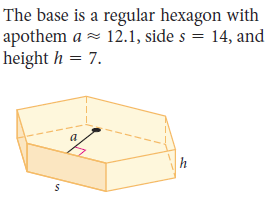 The base is a regular hexagon with
apothem a ≈ 12.1, side s = 14, and
height h = 7.
a
h
s